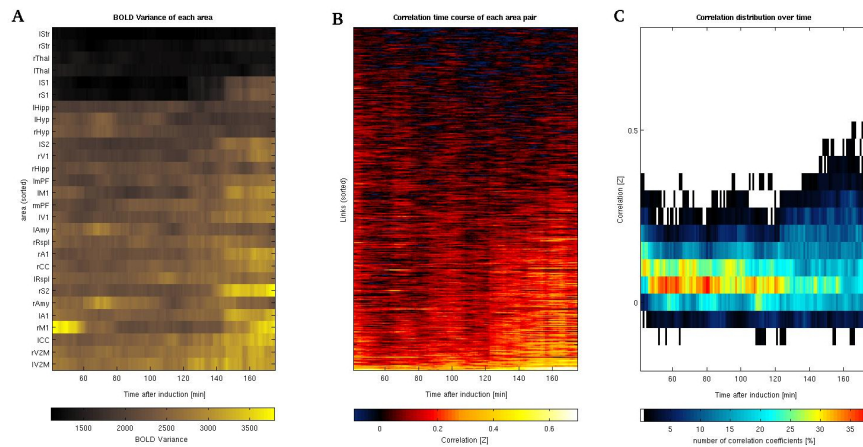 A
BOLD Variance of each area
lStr
rStr
rThal
lThal
lS1
rS1
lHipp
lHyp
rHyp
lS2
rV1
rHipp
lmPF
lM1
rmPF
lV1
lAmy
rRspl
rA1
rCC
lRspl
rS2
rAmy
lA1
rM1
lCC
rV2M
lV2M
area (sorted)
60 80 100 120 140 160
Time after induction [min]
1500 2000 2500 3000 3500
BOLD Variance
B
Correlation time course of each area pair
Links (sorted)
60 80 100 120 140 160
Time after induction [min]
0 0.2 0.4 0.6
Correlation [Z]
C
Correlation distribution over time
0.5
0
Correlation [Z]
60 80 100 120 140 160
Time after induction [min]
5 10 15 20 25 30 35
number of correlation coefficients [%]